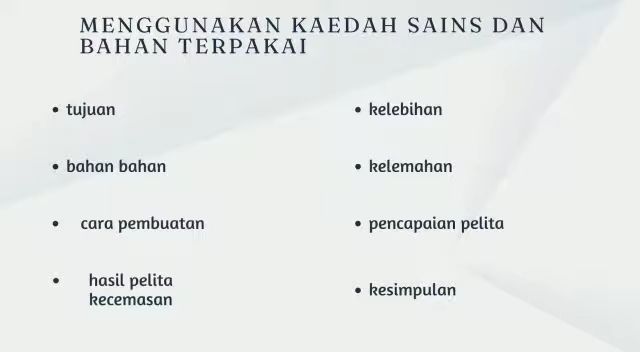 MENGGUNAKAN KAEDAH SAINS DAN
BAHAN TERPAKAI
• tujuan
• bahan bahan
• cara pembuatan
• hasil pelita
kecemasan
• kelebihan
• kelemahan
• pencapaian pelita
• kesimpulan